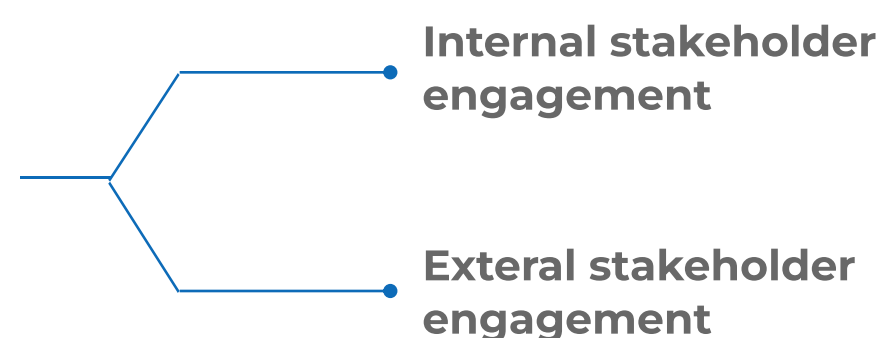 Internal stakeholder
engagement
Exteral stakeholder
engagement